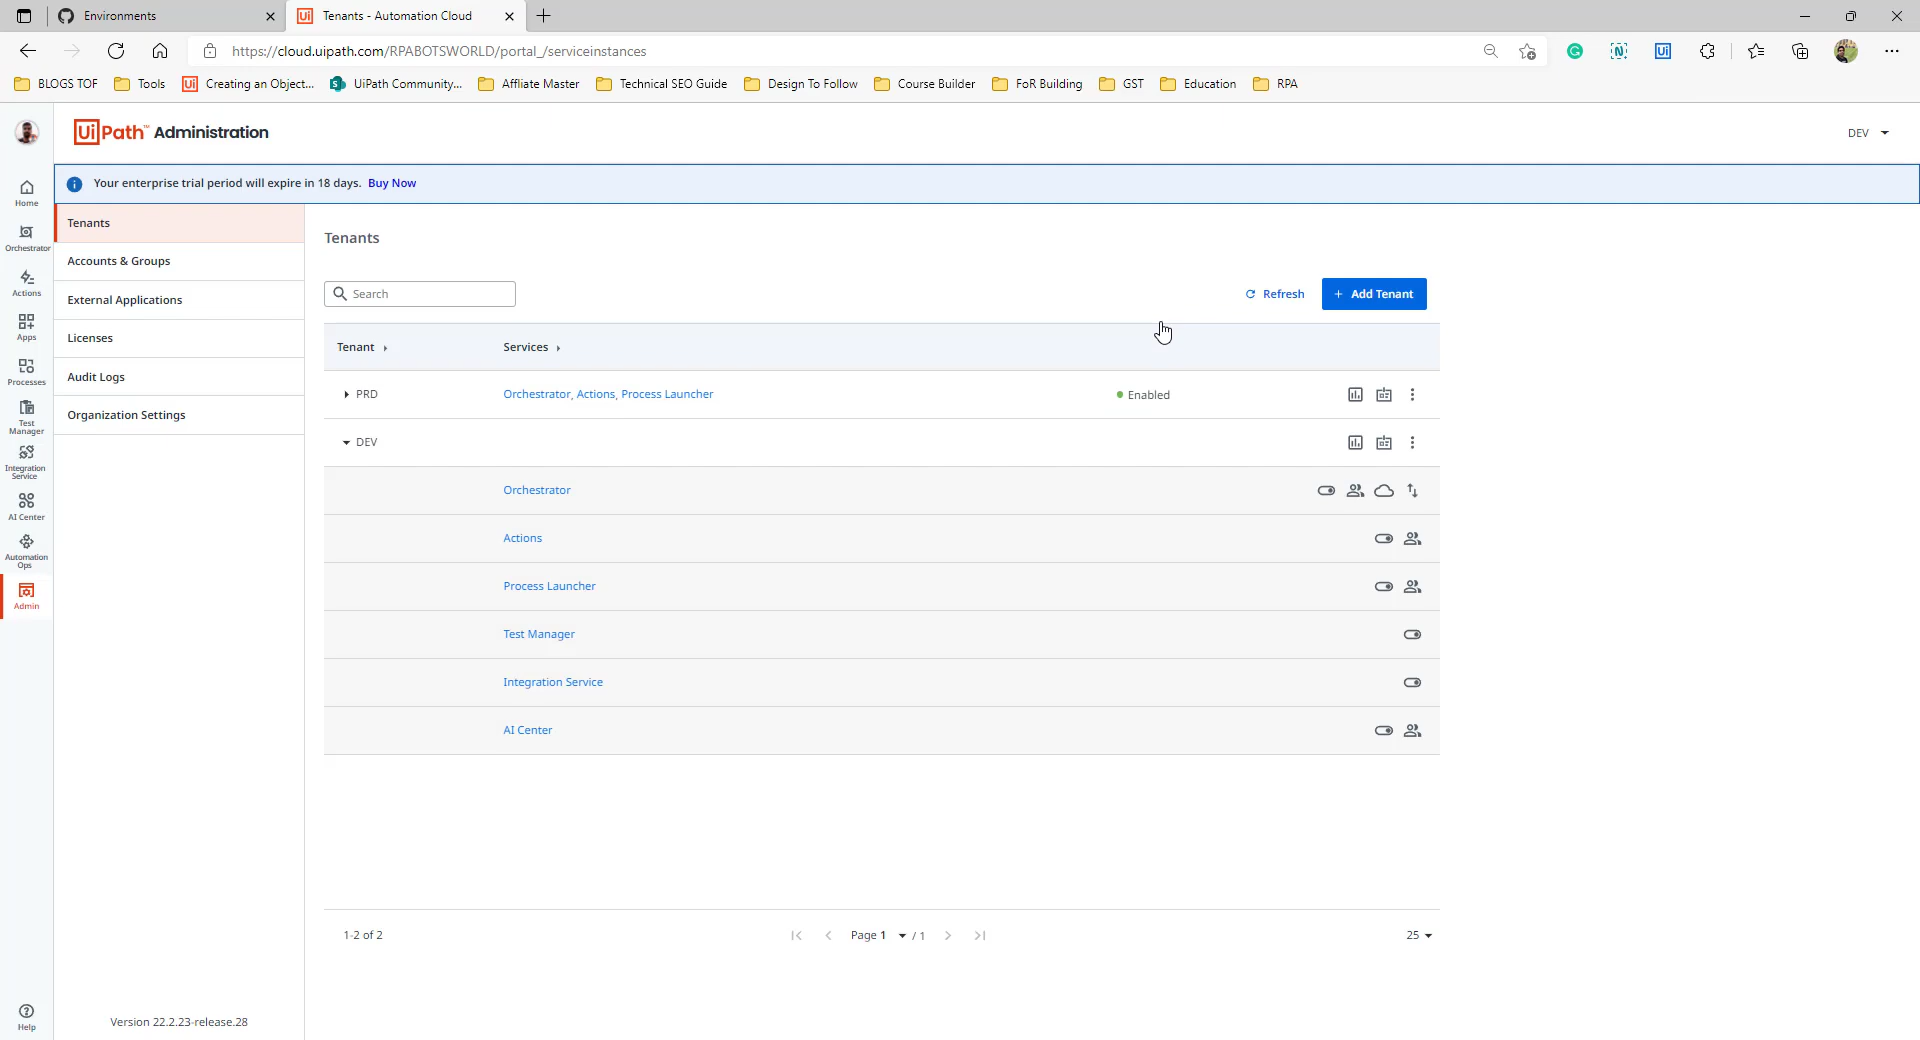 Environments
Tenants - Automation Cloud
https://cloud.uipath.com/RPABOTSWORLD/portal_/serviceinstances
BLOGS TOF
Tools
Creating an Object...
UiPath Community...
Affliate Master
Technical SEO Guide
Design To Follow
Course Builder
FoR Building
GST
Education
RPA
UiPath™ Administration
DEV
Your enterprise trial period will expire in 18 days. Buy Now
Home
Orchestrator
Actions
Apps
Processes
Test
Manager
Integration
Service
AI Center
Automation
Ops
Admin
Help
Tenants
Accounts & Groups
External Applications
Licenses
Audit Logs
Organization Settings
Version 22.2.23-release.28
Tenants
Search
Refresh
+ Add Tenant
Tenant
Services
PRD
Orchestrator, Actions, Process Launcher
Enabled
DEV
Orchestrator
Actions
Process Launcher
Test Manager
Integration Service
AI Center
1-2 of 2
Page 1 / 1
25